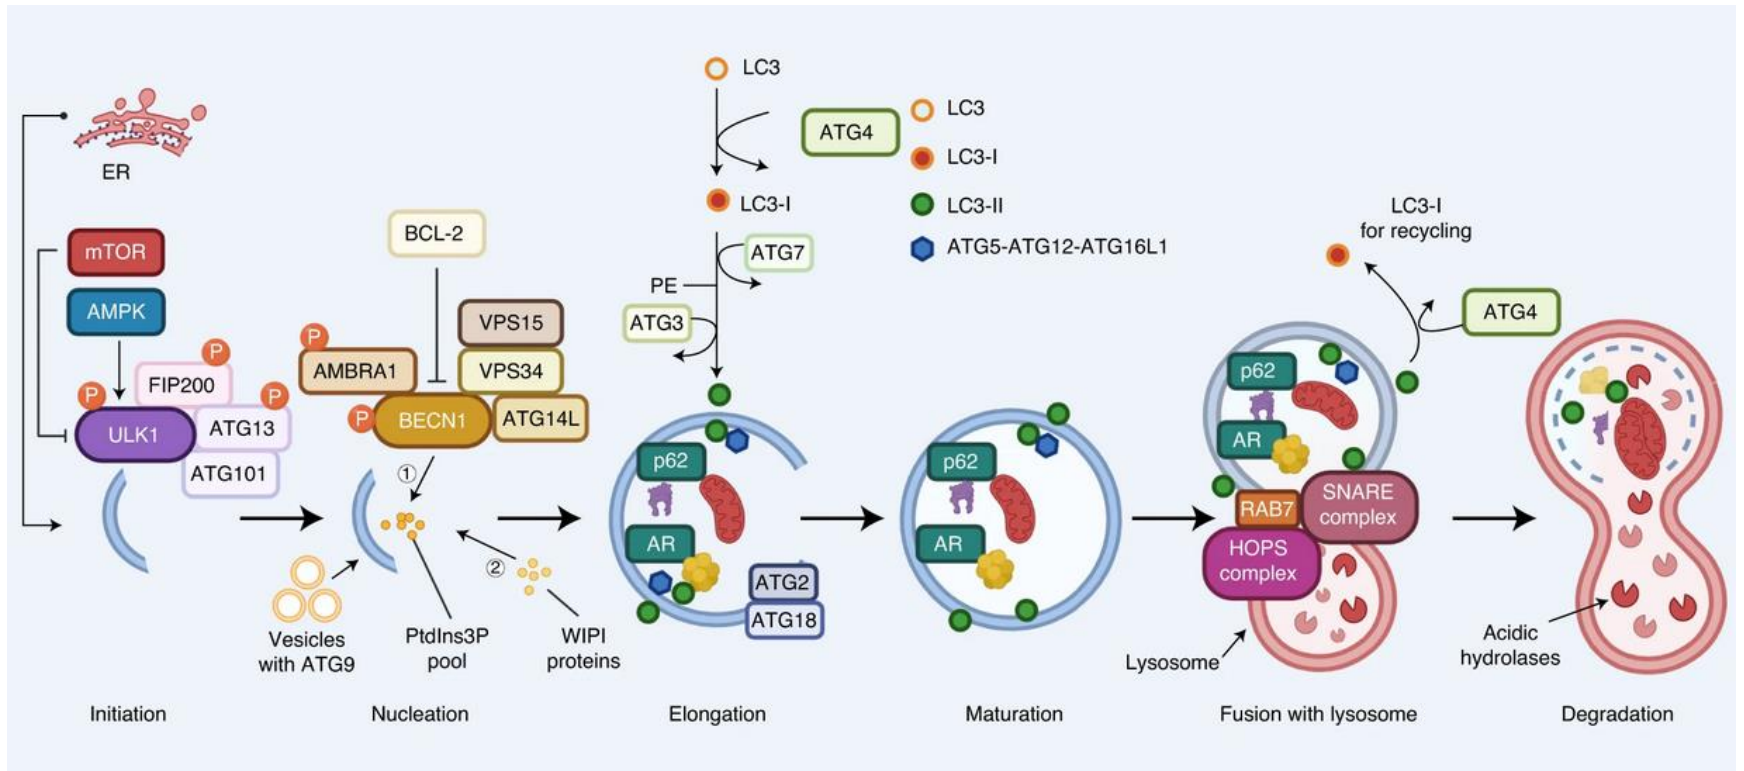 ER
mTOR
AMPK
P
FIP200
P
P
ULK1
ATG13
ATG101
Initiation
BCL-2
VPS15
P
AMBRA1
VPS34
P
BECN1
ATG14L
①
②
Vesicles
with ATG9
PtdIns3P
pool
WIPI
proteins
Nucleation
LC3
ATG4
LC3-I
ATG7
PE
ATG3
LC3
LC3-I
LC3-II
ATG5-ATG12-ATG16L1
p62
AR
ATG2
ATG18
Elongation
p62
AR
Maturation
LC3-I
for recycling
ATG4
p62
AR
RAB7
SNARE
complex
HOPS
complex
Lysosome
Fusion with lysosome
Acidic
hydrolases
Degradation